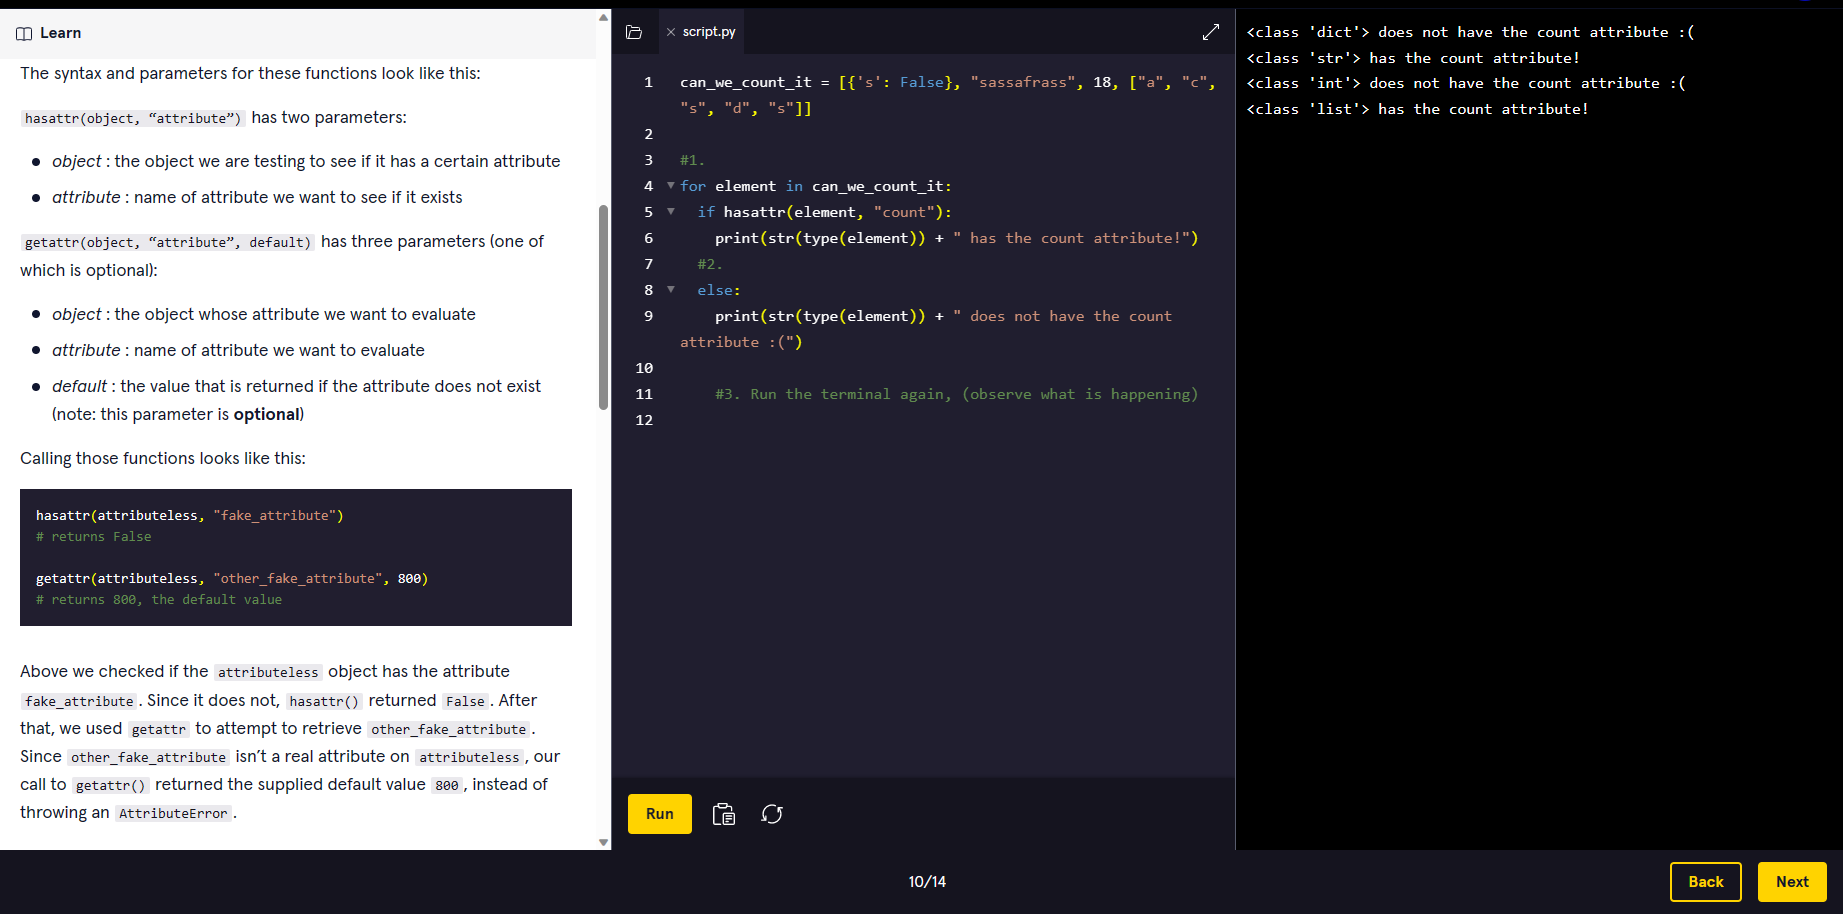 Learn
The syntax and parameters for these functions look like this:
hasattr(object, “attribute”) has two parameters:
object : the object we are testing to see if it has a certain attribute
attribute : name of attribute we want to see if it exists
getattr(object, “attribute”, default) has three parameters (one of
which is optional):
object : the object whose attribute we want to evaluate
attribute : name of attribute we want to evaluate
default : the value that is returned if the attribute does not exist
(note: this parameter is optional)
Calling those functions looks like this:
hasattr(attributeless, "fake_attribute")
# returns False
getattr(attributeless, "other_fake_attribute", 800)
# returns 800, the default value
Above we checked if the attributeless object has the attribute
fake_attribute. Since it does not, hasattr() returned False. After
that, we used getattr to attempt to retrieve other_fake_attribute.
Since other_fake_attribute isn’t a real attribute on attributeless, our
call to getattr() returned the supplied default value 800, instead of
throwing an AttributeError.
script.py
1 can_we_count_it = [{'s': False}, "sassafrass", 18, ["a", "c",
"s", "d", "s"]]
2
3 #1.
4 for element in can_we_count_it:
5 if hasattr(element, "count"):
6 print(str(type(element)) + " has the count attribute!")
7 #2.
8 else:
9 print(str(type(element)) + " does not have the count
attribute :(")
10
11 #3. Run the terminal again, (observe what is happening)
12
Run
<class 'dict'> does not have the count attribute :(
<class 'str'> has the count attribute!
<class 'int'> does not have the count attribute :(
<class 'list'> has the count attribute!
10/14
Back
Next